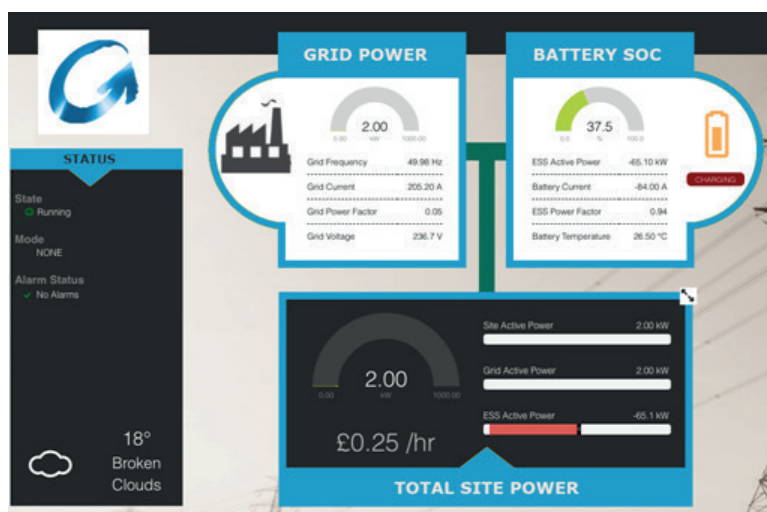 GRID POWER
2.00
0.00 kW 1000.00
Grid Frequency 49.98 Hz
Grid Current 205.20 A
Grid Power Factor 0.05
Grid Voltage 236.7 V
BATTERY SOC
37.5
0.0 % 100.0
ESS Active Power -65.10 kW
Battery Current -84.00 A
ESS Power Factor 0.94
Battery Temperature 26.50 °C
CHARGING
STATUS
State
Running
Mode
NONE
Alarm Status
No Alarms
18°
Broken
Clouds
2.00
0.00 kW 1000.00
£0.25 /hr
Site Active Power 2.00 kW
Grid Active Power 2.00 kW
ESS Active Power -65.1 kW
TOTAL SITE POWER